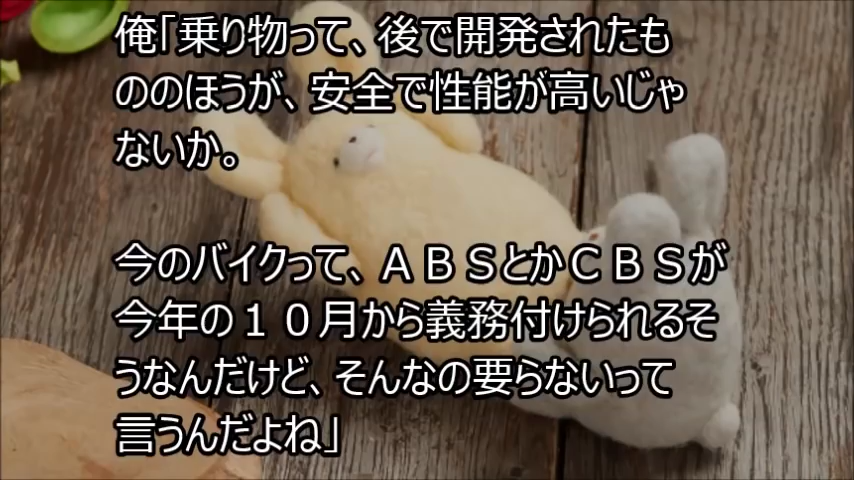 俺「乗り物って、後で開発されたも
ののほうが、安全で性能が高いじゃ
ないか。
今のバイクって、ＡＢＳとかＣＢＳが
今年の１０月から義務付けられるそ
うなんだけど、そんなの要らないって
言うんだよね」